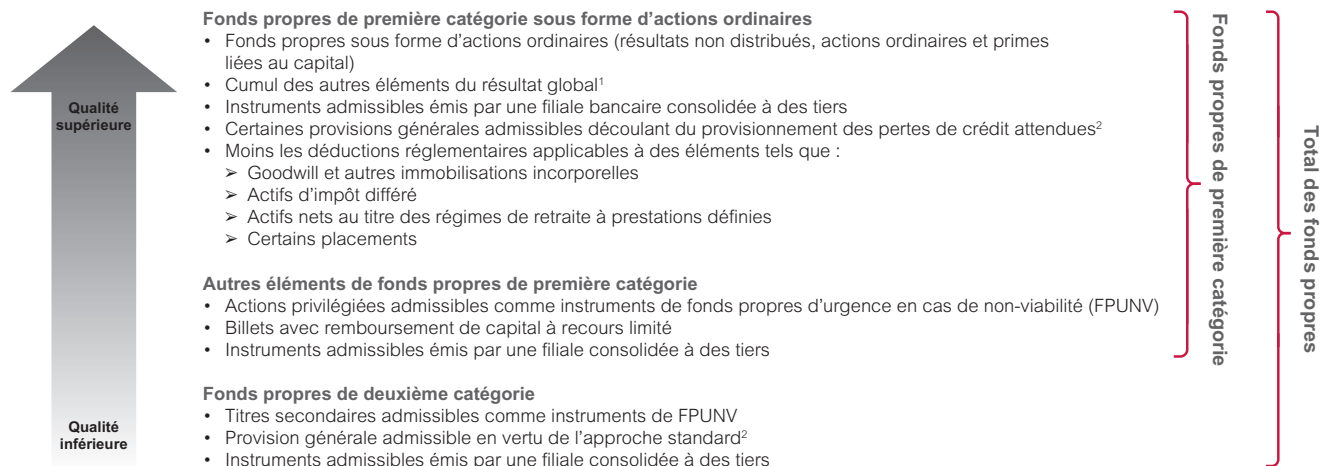 Fonds propres de première catégorie sous forme d'actions ordinaires
• Fonds propres sous forme d'actions ordinaires (résultats non distribués, actions ordinaires et primes
liées au capital)
• Cumul des autres éléments du résultat global¹
• Instruments admissibles émis par une filiale bancaire consolidée à des tiers
• Certaines provisions générales admissibles découlant du provisionnement des pertes de crédit attendues²
• Moins les déductions réglementaires applicables à des éléments tels que :
➢ Goodwill et autres immobilisations incorporelles
➢ Actifs d'impôt différé
➢ Actifs nets au titre des régimes de retraite à prestations définies
➢ Certains placements
Autres éléments de fonds propres de première catégorie
• Actions privilégiées admissibles comme instruments de fonds propres d'urgence en cas de non-viabilité (FPUNV)
• Billets avec remboursement de capital à recours limité
• Instruments admissibles émis par une filiale consolidée à des tiers
Fonds propres de deuxième catégorie
• Titres secondaires admissibles comme instruments de FPUNV
• Provision générale admissible en vertu de l'approche standard²
• Instruments admissibles émis par une filiale consolidée à des tiers
Qualité
supérieure
Qualité
inférieure
Fonds propres de première catégorie
Total des fonds propres